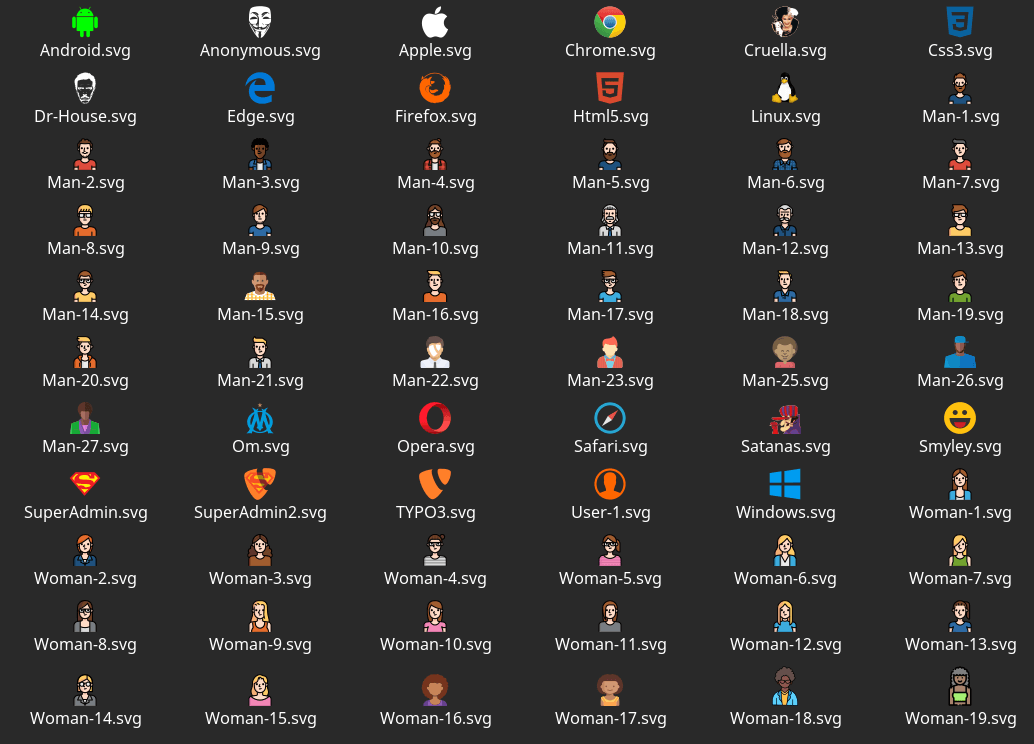 Android.svg Anonymous.svg Apple.svg Chrome.svg Cruella.svg Css3.svg
Dr-House.svg Edge.svg Firefox.svg Html5.svg Linux.svg Man-1.svg
Man-2.svg Man-3.svg Man-4.svg Man-5.svg Man-6.svg Man-7.svg
Man-8.svg Man-9.svg Man-10.svg Man-11.svg Man-12.svg Man-13.svg
Man-14.svg Man-15.svg Man-16.svg Man-17.svg Man-18.svg Man-19.svg
Man-20.svg Man-21.svg Man-22.svg Man-23.svg Man-25.svg Man-26.svg
Man-27.svg Om.svg Opera.svg Safari.svg Satanas.svg Smyley.svg
SuperAdmin.svg SuperAdmin2.svg TYPO3.svg User-1.svg Windows.svg Woman-1.svg
Woman-2.svg Woman-3.svg Woman-4.svg Woman-5.svg Woman-6.svg Woman-7.svg
Woman-8.svg Woman-9.svg Woman-10.svg Woman-11.svg Woman-12.svg Woman-13.svg
Woman-14.svg Woman-15.svg Woman-16.svg Woman-17.svg Woman-18.svg Woman-19.svg